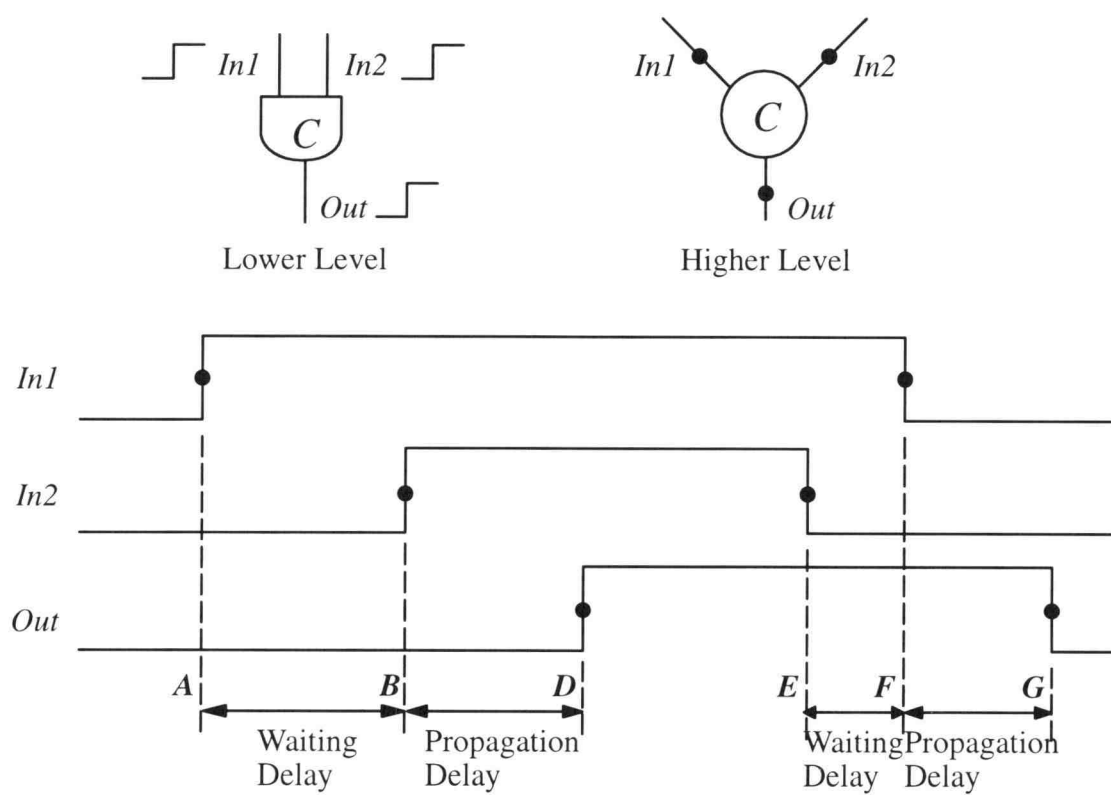 In1 In2
C
Out
Lower Level
In1 In2
C
Out
Higher Level
In1
In2
Out
A B D E F G
Waiting Delay
Propagation Delay
Waiting Delay
Propagation Delay